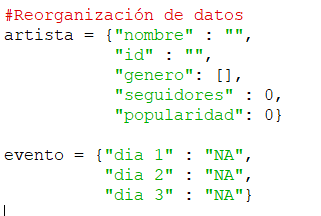 #Reorganización de datos
artista = {"nombre" : "",
"id" : "",
"genero": [],
"seguidores" : 0,
"popularidad": 0}
evento = {"dia 1" : "NA",
"dia 2" : "NA",
"dia 3" : "NA"}